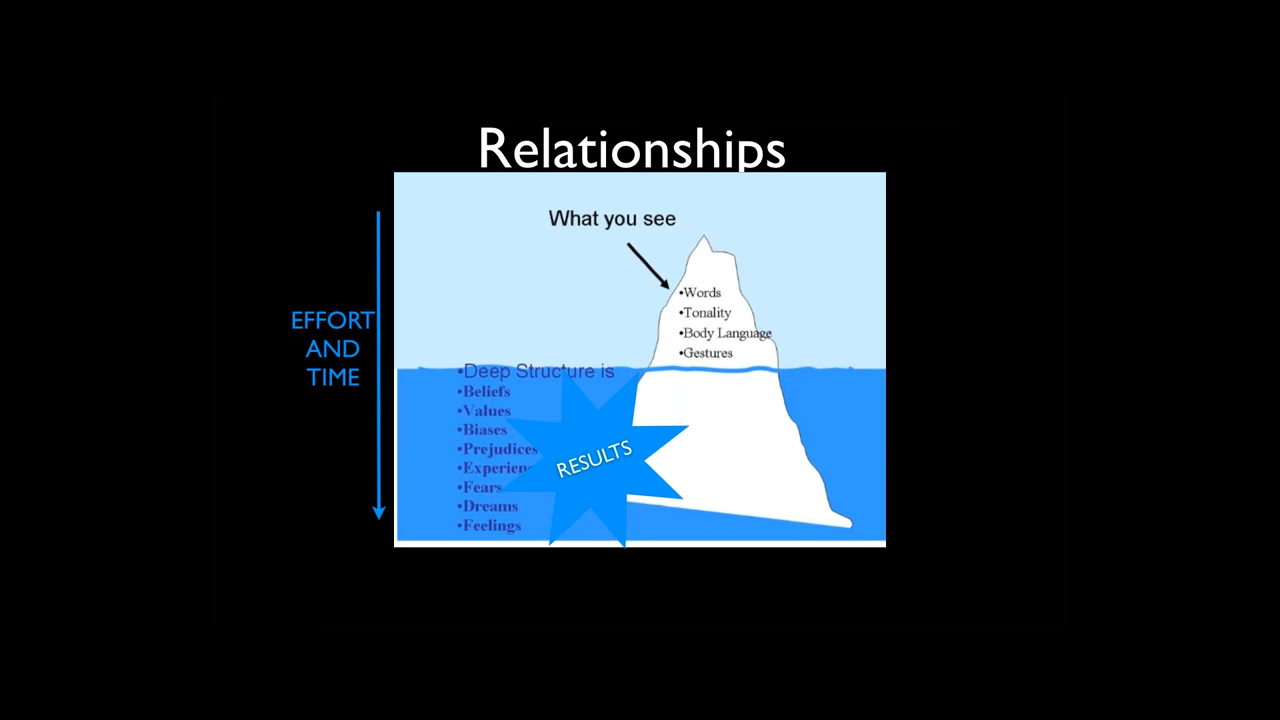 Relationships
What you see
•Words
•Tonality
•Body Language
•Gestures
EFFORT
AND
TIME
•Deep Structure is
•Beliefs
•Values
•Biases
•Prejudices
•Fears
•Dreams
•Feelings
RESULTS